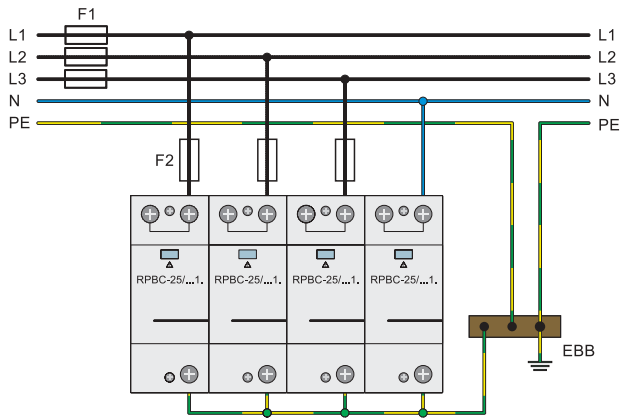 F1
L1 L1
L2 L2
L3 L3
N N
PE PE
F2
RPBC-25/...1. RPBC-25/...1. RPBC-25/...1. RPBC-25/...1.
EBB